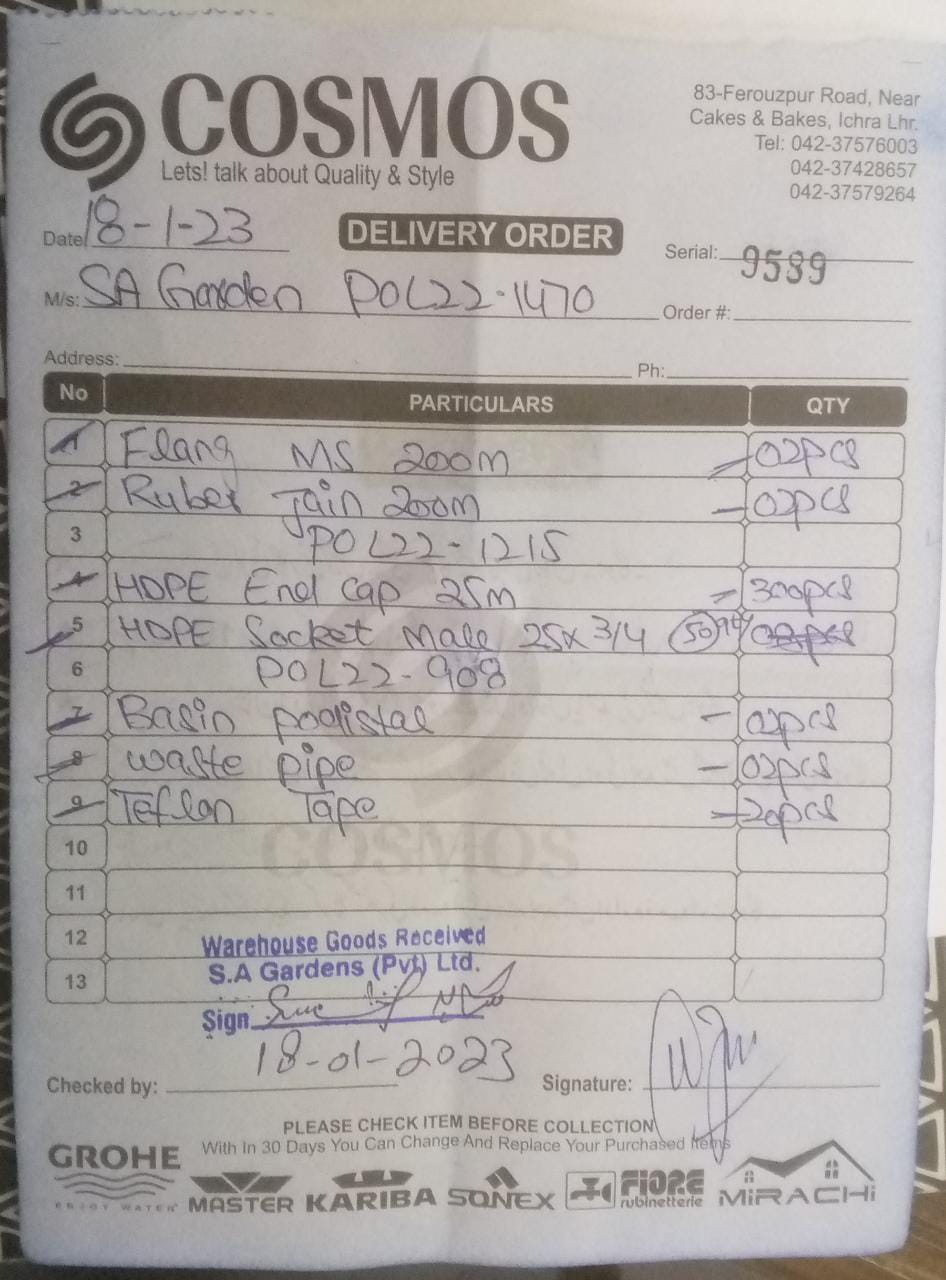 COSMOS
Lets! talk about Quality & Style
83-Ferouzpur Road, Near
Cakes & Bakes, Ichra Lhr.
Tel: 042-37576003
042-37428657
042-37579264
Date 18-1-23
DELIVERY ORDER
Serial: 9589
M/s: SA Garden POL22-1470
Order #:
Address:
Ph:
No PARTICULARS QTY
1 Flang MS 200m - 02pcs
2 Ruber Jain 200m - 02pcs
3 POL22-1215
4 HDPE End Cap 25m = 300pcs
5 HDPE Socket Male 25x3/4 50
6 POL22-908
7 Basin padistal - 02pcs
8 waste pipe - 02pcs
9 Teflon Tape - 20pcs
10
11
12
13
Warehouse Goods Received
S.A Gardens (Pvt) Ltd.
Sign
18-01-2023
Checked by:
Signature:
PLEASE CHECK ITEM BEFORE COLLECTION
With In 30 Days You Can Change And Replace Your Purchased Items
GROHE
ENJOY WATER
MASTER KARIBA SONEX FIORE rubinetterie MiRACHi
COSMOS